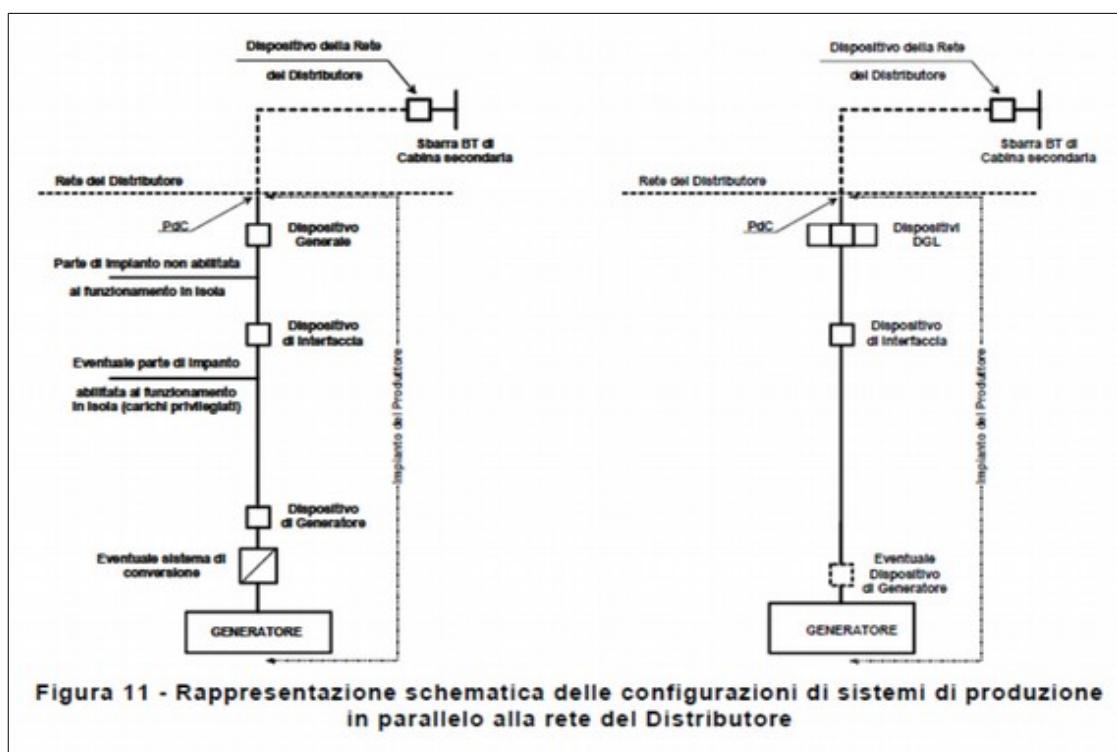 Dispositivo della Rete
del Distributore
Sbarra BT di
Cabina secondaria
Rete del Distributore
PdC
Dispositivo
Generale
Parte di impianto non abilitata
al funzionamento in isola
Dispositivo
di Interfaccia
Eventuale parte di impanto
abilitata al funzionamento
in isola (carichi privilegiati)
Impianto del Produttore
Dispositivo
di Generatore
Eventuale sistema di
conversione
GENERATORE
Dispositivo della Rete
del Distributore
Sbarra BT di
Cabina secondaria
Rete del Distributore
PdC
Dispositivi
DGL
Dispositivo
di Interfaccia
Impianto del Produttore
Eventuale
Dispositivo
di Generatore
GENERATORE
Figura 11 - Rappresentazione schematica delle configurazioni di sistemi di produzione
in parallelo alla rete del Distributore